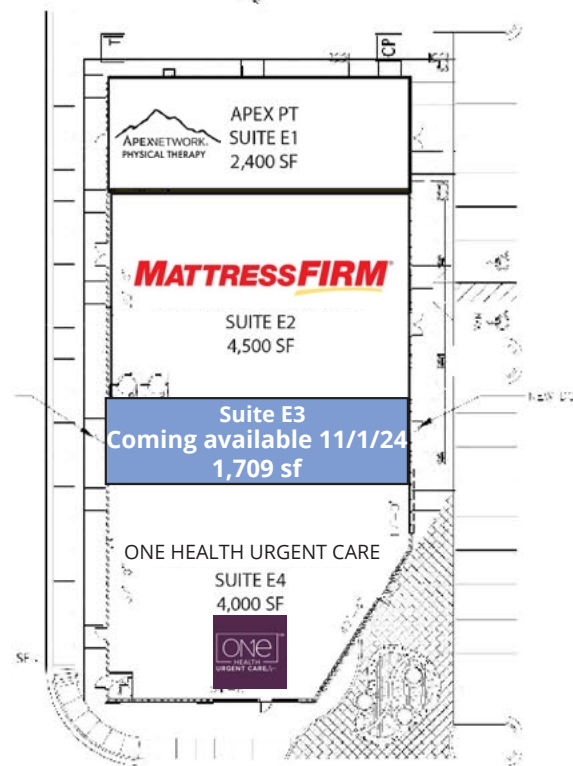 T
CP
APEX PT
SUITE E1
2,400 SF
APEXNETWORK
PHYSICAL THERAPY
MATTRESSFIRM
SUITE E2
4,500 SF
Suite E3
Coming available 11/1/24
1,709 sf
ONE HEALTH URGENT CARE
SUITE E4
4,000 SF
ONE
HEALTH
URGENT CARE